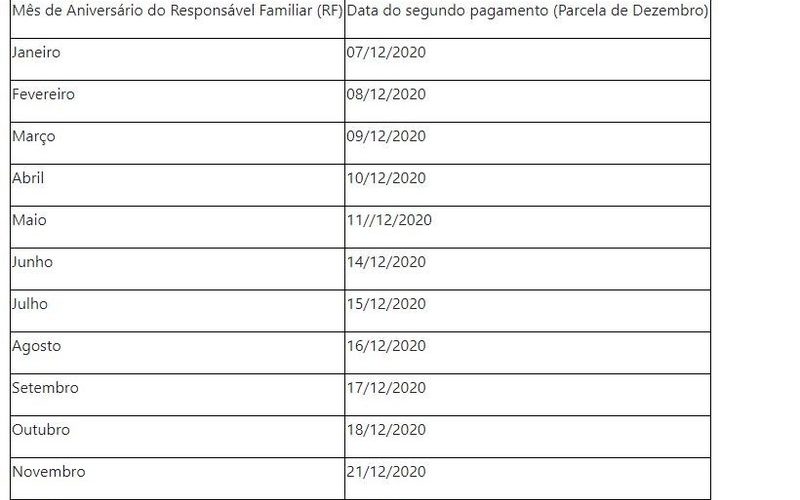 Mês de Aniversário do Responsável Familiar (RF) Data do segundo pagamento (Parcela de Dezembro)
Janeiro 07/12/2020
Fevereiro 08/12/2020
Março 09/12/2020
Abril 10/12/2020
Maio 11//12/2020
Junho 14/12/2020
Julho 15/12/2020
Agosto 16/12/2020
Setembro 17/12/2020
Outubro 18/12/2020
Novembro 21/12/2020